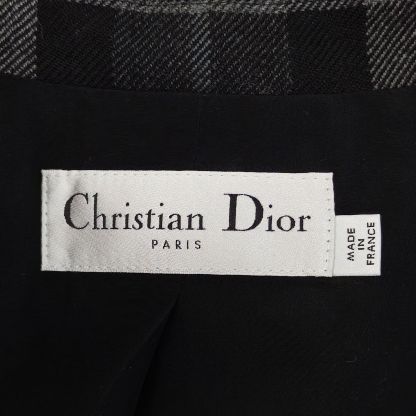 Christian Dior
PARIS
MADE
IN
FRANCE